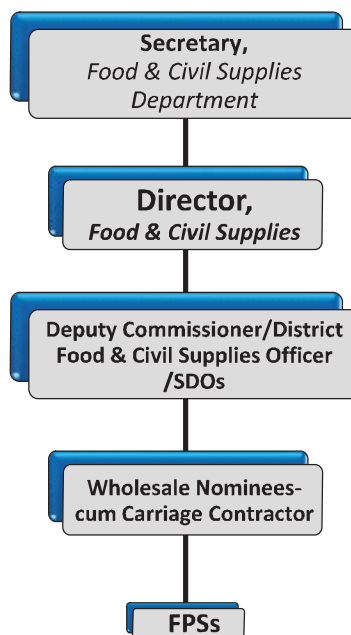 Secretary,
Food & Civil Supplies
Department
Director,
Food & Civil Supplies
Deputy Commissioner/District
Food & Civil Supplies Officer
/SDOs
Wholesale Nominees-
cum Carriage Contractor
FPSs